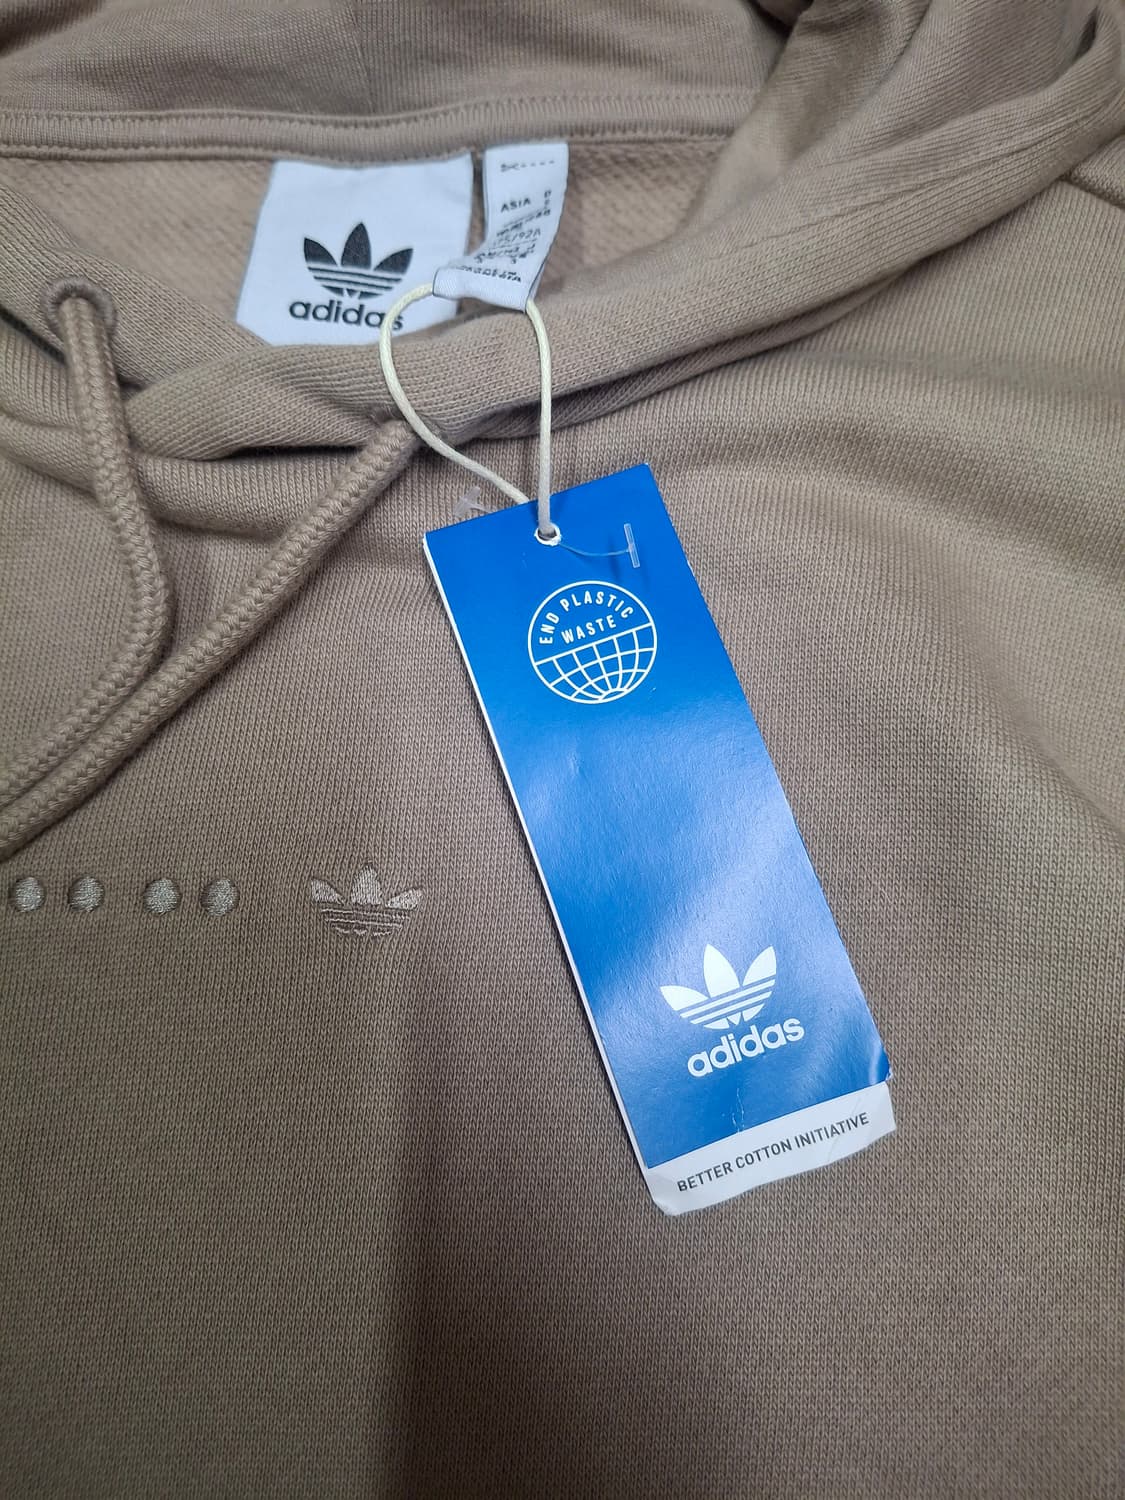 adidas
ASIA
END PLASTIC
WASTE
adidas
BETTER COTTON INITIATIVE